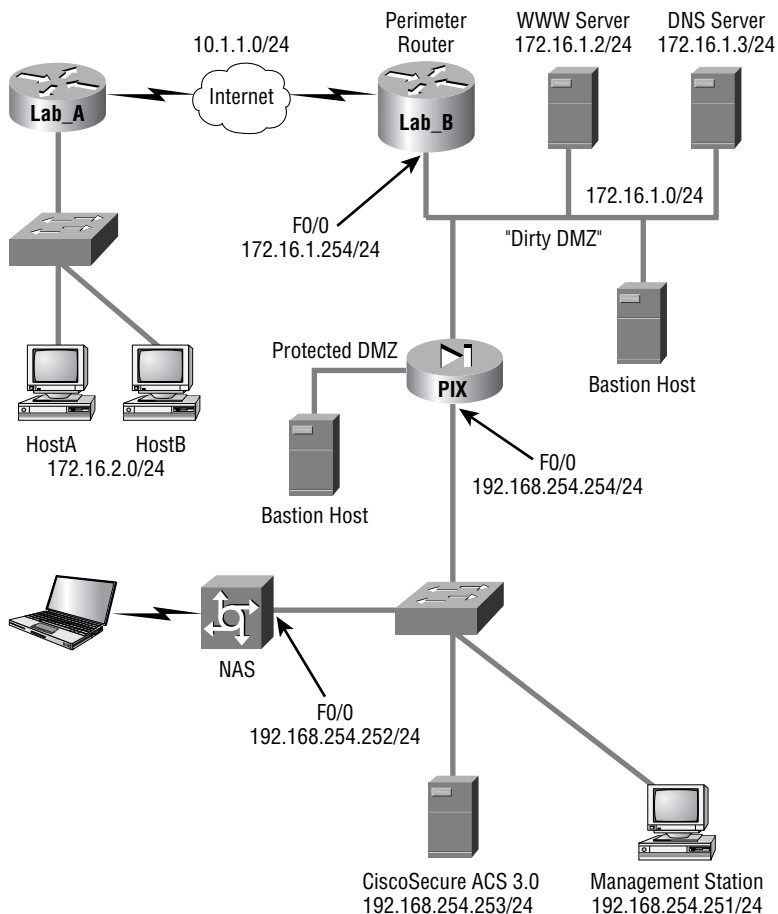 10.1.1.0/24
Perimeter
Router
WWW Server
172.16.1.2/24
DNS Server
172.16.1.3/24
Lab_A
Internet
Lab_B
172.16.1.0/24
F0/0
172.16.1.254/24
"Dirty DMZ"
Protected DMZ
PIX
Bastion Host
HostA
HostB
172.16.2.0/24
Bastion Host
F0/0
192.168.254.254/24
NAS
F0/0
192.168.254.252/24
CiscoSecure ACS 3.0
192.168.254.253/24
Management Station
192.168.254.251/24